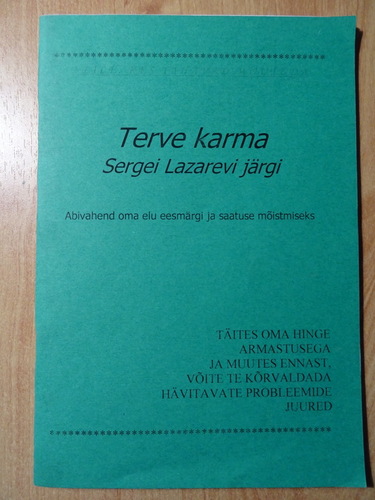 Terve karma
Sergei Lazarevi järgi
Abivahend oma elu eesmärgi ja saatuse mõistmiseks
TÄITES OMA HINGE
ARMASTUSEGA
JA MUUTES ENNAST,
VÕITE TE KÕRVALDADA
HÄVITAVATE PROBLEEMIDE
JUURED